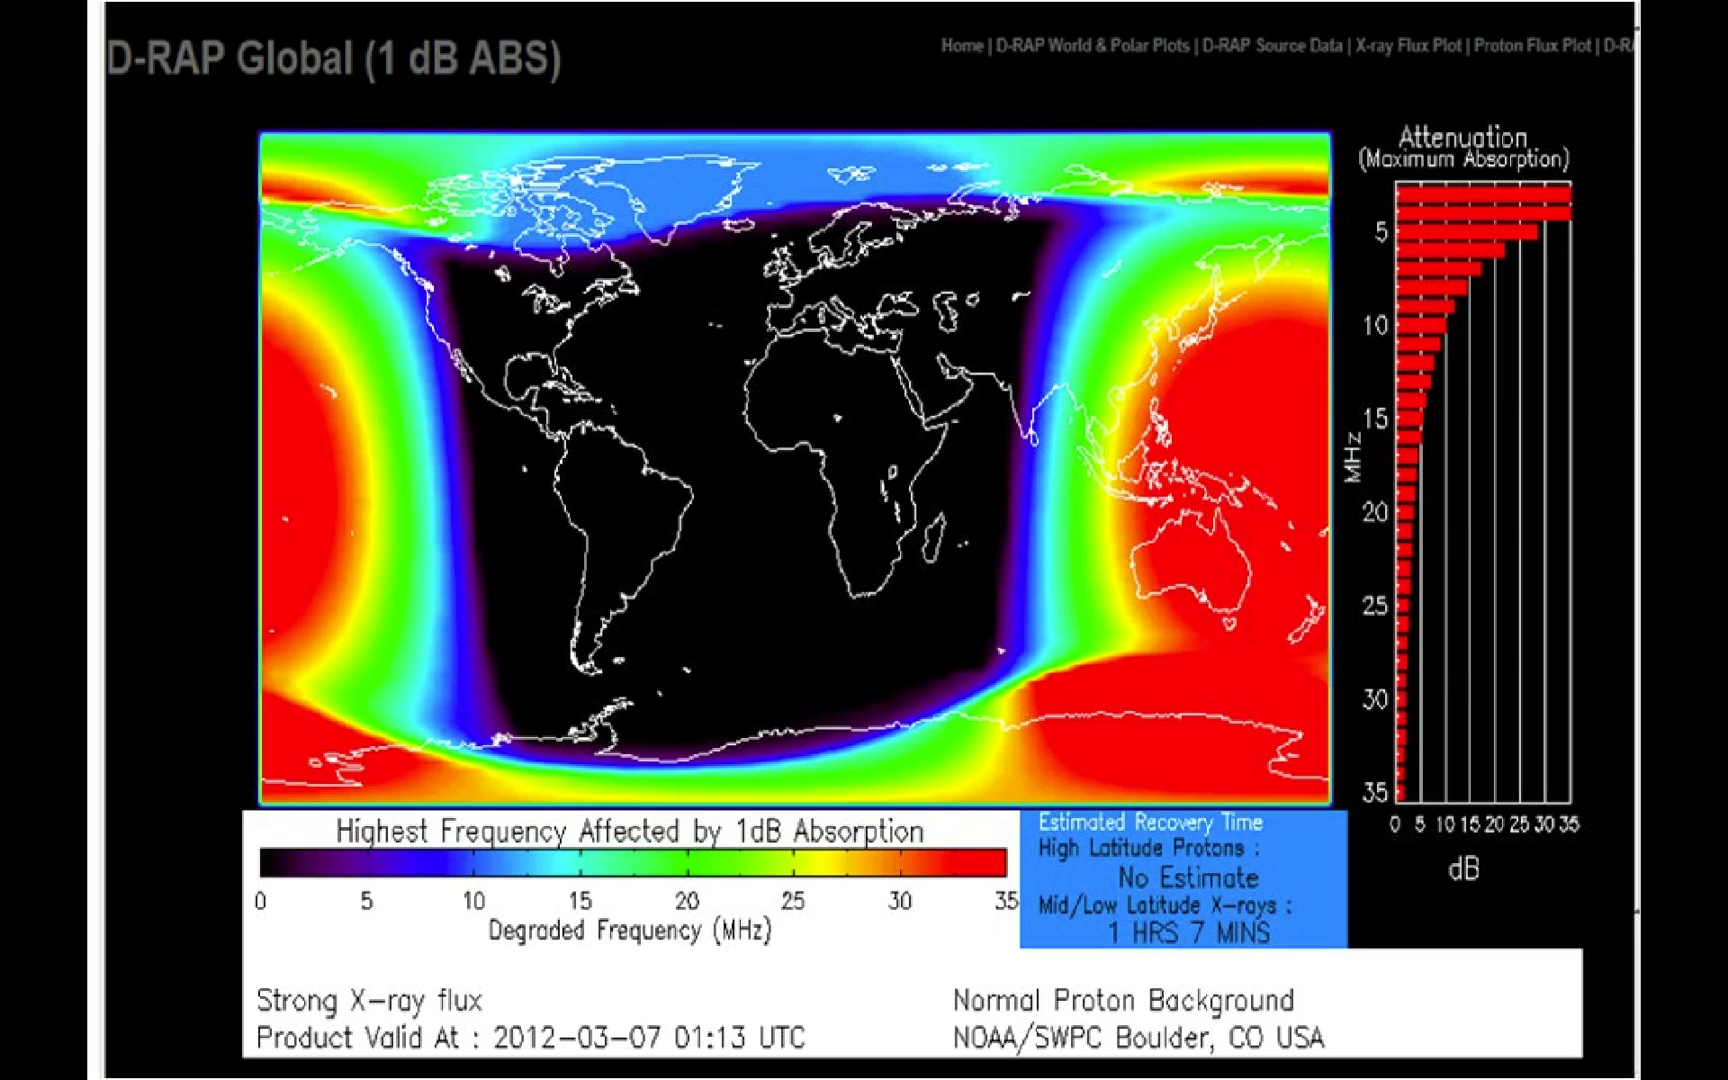 D-RAP Global (1 dB ABS)
Home | D-RAP World & Polar Plots | D-RAP Source Data | X-ray Flux Plot | Proton Flux Plot |
Attenuation
(Maximum Absorption)
5
10
15
20
25
30
35
MHz
0 5 10 15 20 25 30 35
dB
Highest Frequency Affected by 1dB Absorption
0 5 10 15 20 25 30 35
Degraded Frequency (MHz)
Estimated Recovery Time
High Latitude Protons :
No Estimate
Mid/Low Latitude X-rays :
1 HRS 7 MINS
Strong X-ray flux
Normal Proton Background
Product Valid At : 2012-03-07 01:13 UTC
NOAA/SWPC Boulder, CO USA